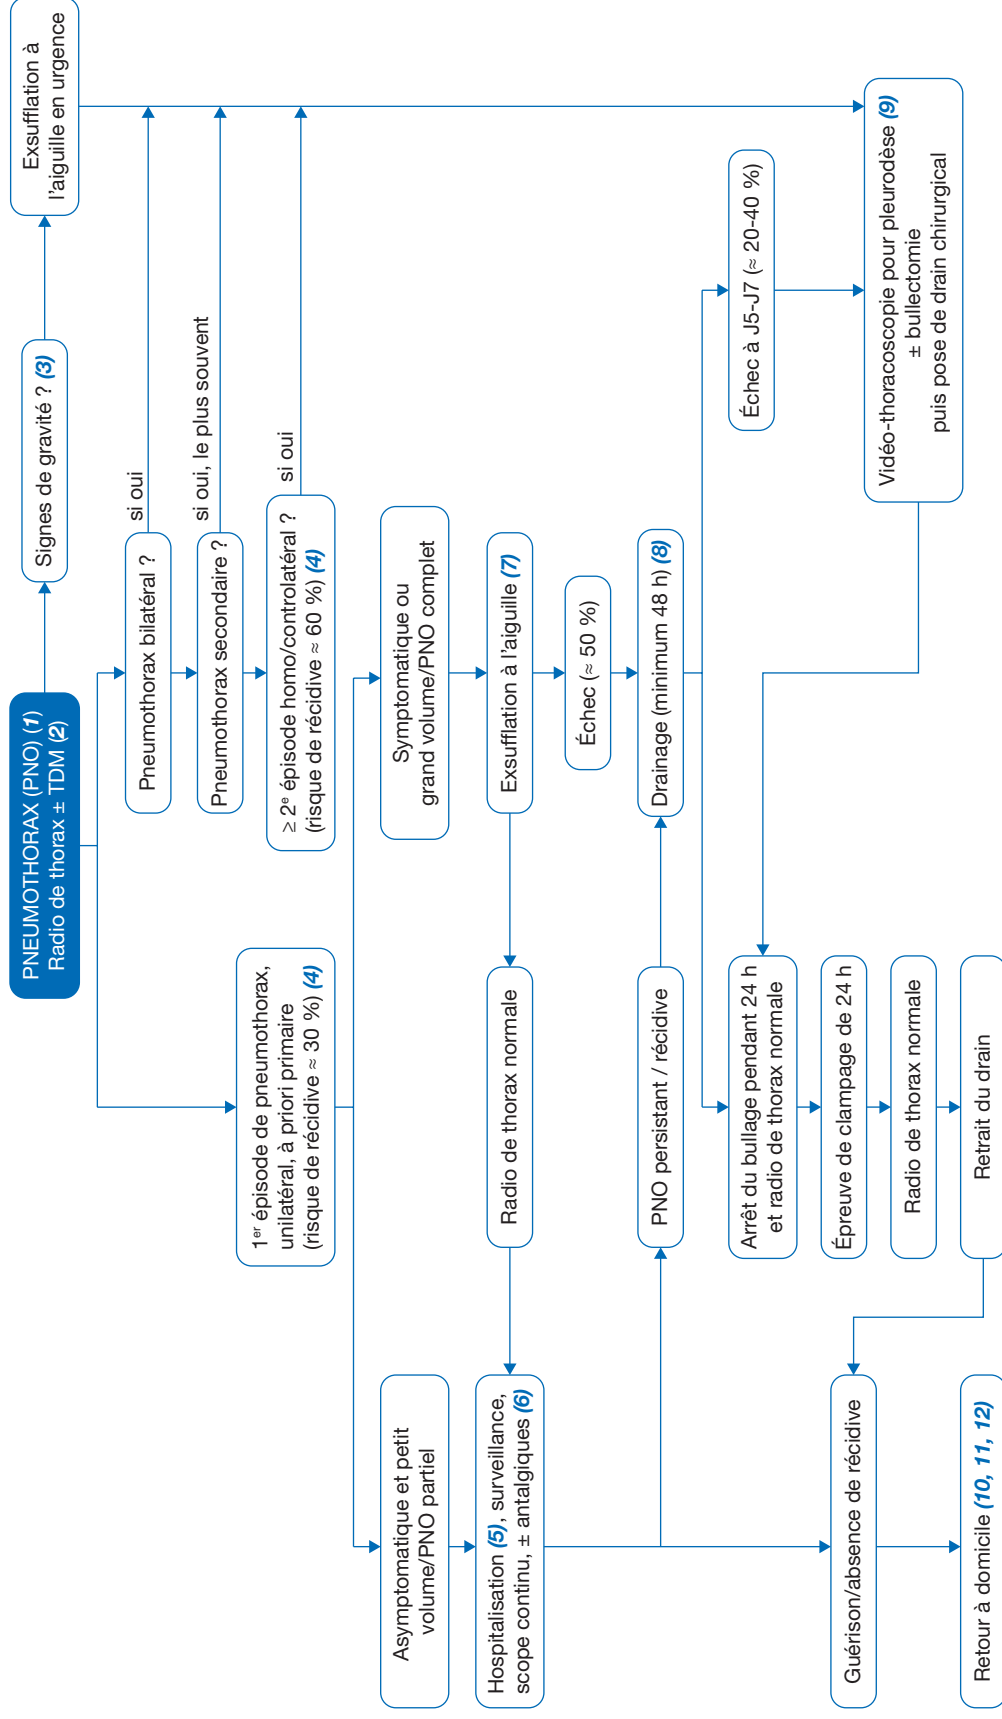 PNEUMOTHORAX (PNO) (1)
Radio de thorax ± TDM (2)
Signes de gravité ? (3)
Exsufflation à
l'aiguille en urgence
Pneumothorax bilatéral ?
si oui
Pneumothorax secondaire ?
si oui, le plus souvent
≥ 2e épisode homo/controlatéral ?
(risque de récidive ≈ 60 %) (4)
si oui
1er épisode de pneumothorax,
unilatéral, à priori primaire
(risque de récidive ≈ 30 %) (4)
Asymptomatique et petit
volume/PNO partiel
Symptomatique ou
grand volume/PNO complet
Hospitalisation (5), surveillance,
scope continu, ± antalgiques (6)
Radio de thorax normale
Exsufflation à l'aiguille (7)
Échec (≈ 50 %)
PNO persistant / récidive
Drainage (minimum 48 h) (8)
Arrêt du bullage pendant 24 h
et radio de thorax normale
Échec à J5-J7 (≈ 20-40 %)
Épreuve de clampage de 24 h
Vidéo-thoracoscopie pour pleurodèse (9)
± bullectomie
puis pose de drain chirurgical
Radio de thorax normale
Retrait du drain
Guérison/absence de récidive
Retour à domicile (10, 11, 12)